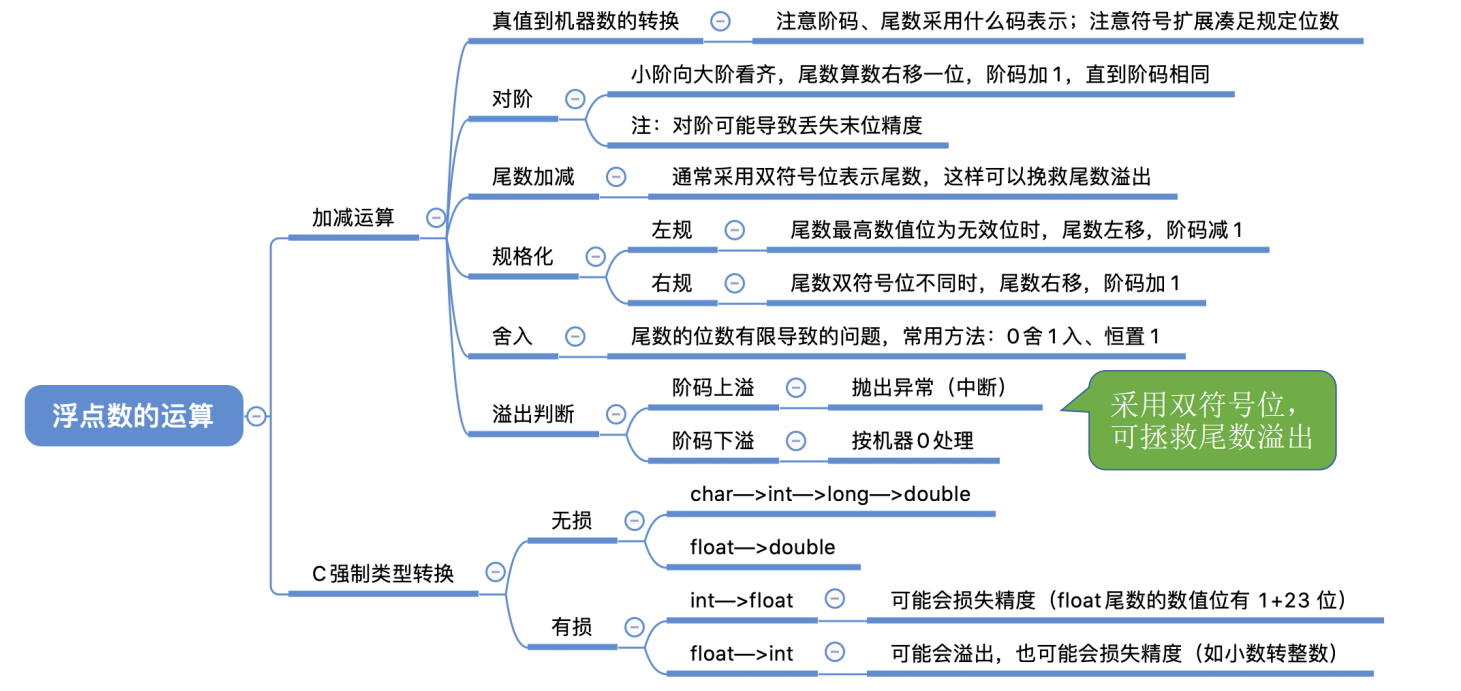 浮点数的运算
加减运算
真值到机器数的转换
注意阶码、尾数采用什么码表示；注意符号扩展凑足规定位数
对阶
小阶向大阶看齐，尾数算数右移一位，阶码加1，直到阶码相同
注：对阶可能导致丢失末位精度
尾数加减
通常采用双符号位表示尾数，这样可以挽救尾数溢出
规格化
左规
尾数最高数值位为无效位时，尾数左移，阶码减1
右规
尾数双符号位不同时，尾数右移，阶码加1
舍入
尾数的位数有限导致的问题，常用方法：0舍1入、恒置1
溢出判断
阶码上溢
抛出异常（中断）
阶码下溢
按机器0处理
采用双符号位，
可拯救尾数溢出
C强制类型转换
无损
char—>int—>long—>double
float—>double
有损
int—>float
可能会损失精度（float尾数的数值位有 1+23 位）
float—>int
可能会溢出，也可能会损失精度（如小数转整数）